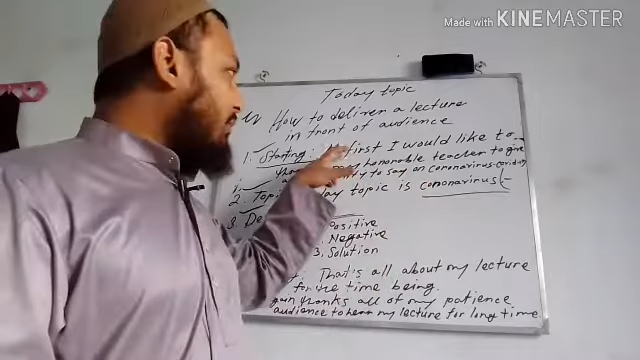 Made with KINEMASTER
Today topic
How to deliver a lecture
in front of audience
1. Starting: At first I would like to
my honorable teacher to give
to say on coronavirus
2. Topic topic is coronavirus
3. De
Positive
2. Negative
3. Solution
That's all about my lecture
for the time being.
thanks all of my patience
audience to hear my lecture for long time